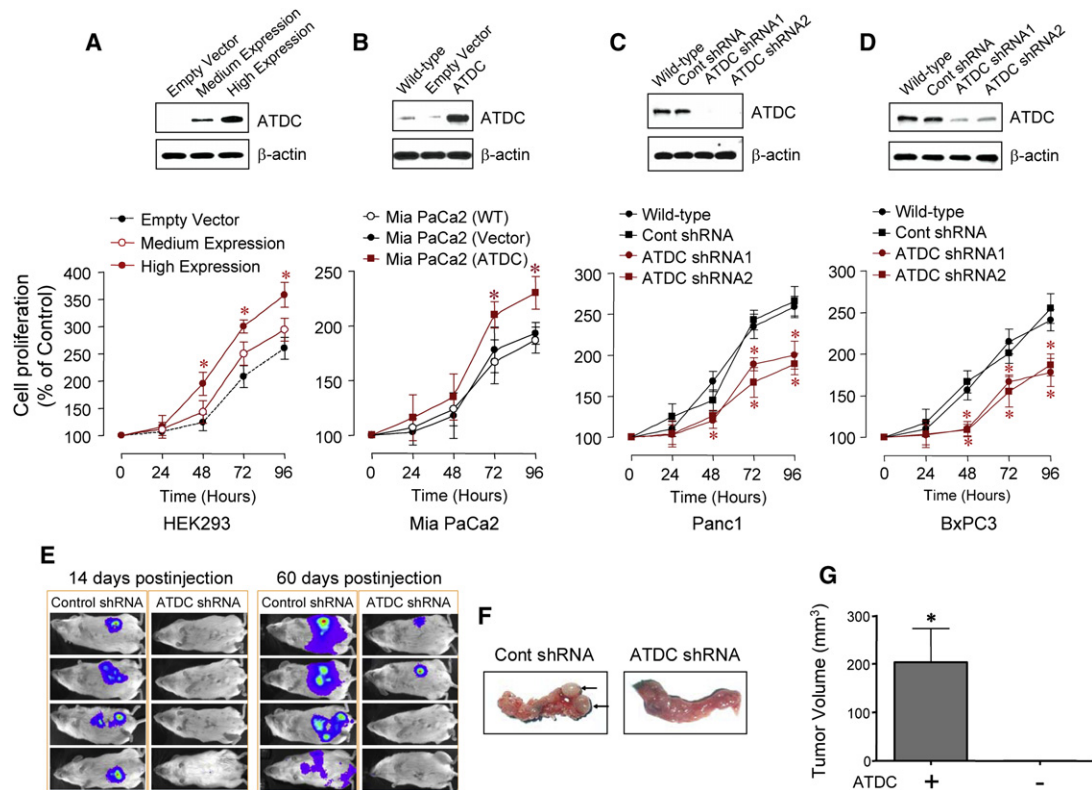 A
Empty Vector
Medium Expression
High Expression
ATDC
β-actin
Empty Vector
Medium Expression
High Expression
Cell proliferation
(% of Control)
400
350
300
250
200
150
100
0 24 48 72 96
Time (Hours)
HEK293
*
*
*
B
Wild-type
Empty Vector
ATDC
ATDC
β-actin
Mia PaCa2 (WT)
Mia PaCa2 (Vector)
Mia PaCa2 (ATDC)
250
200
150
100
0 24 48 72 96
Time (Hours)
Mia PaCa2
*
*
C
Wild-type
Cont shRNA
ATDC shRNA1
ATDC shRNA2
ATDC
β-actin
Wild-type
Cont shRNA
ATDC shRNA1
ATDC shRNA2
300
250
200
150
100
0 24 48 72 96
Time (Hours)
Panc1
*
*
*
*
*
D
Wild-type
Cont shRNA
ATDC shRNA1
ATDC shRNA2
ATDC
β-actin
Wild-type
Cont shRNA
ATDC shRNA1
ATDC shRNA2
300
250
200
150
100
0 24 48 72 96
Time (Hours)
BxPC3
*
*
*
*
*
*
E
14 days postinjection
Control shRNA
ATDC shRNA
60 days postinjection
Control shRNA
ATDC shRNA
F
Cont shRNA
ATDC shRNA
G
Tumor Volume (mm³)
300
200
100
0
*
ATDC + -